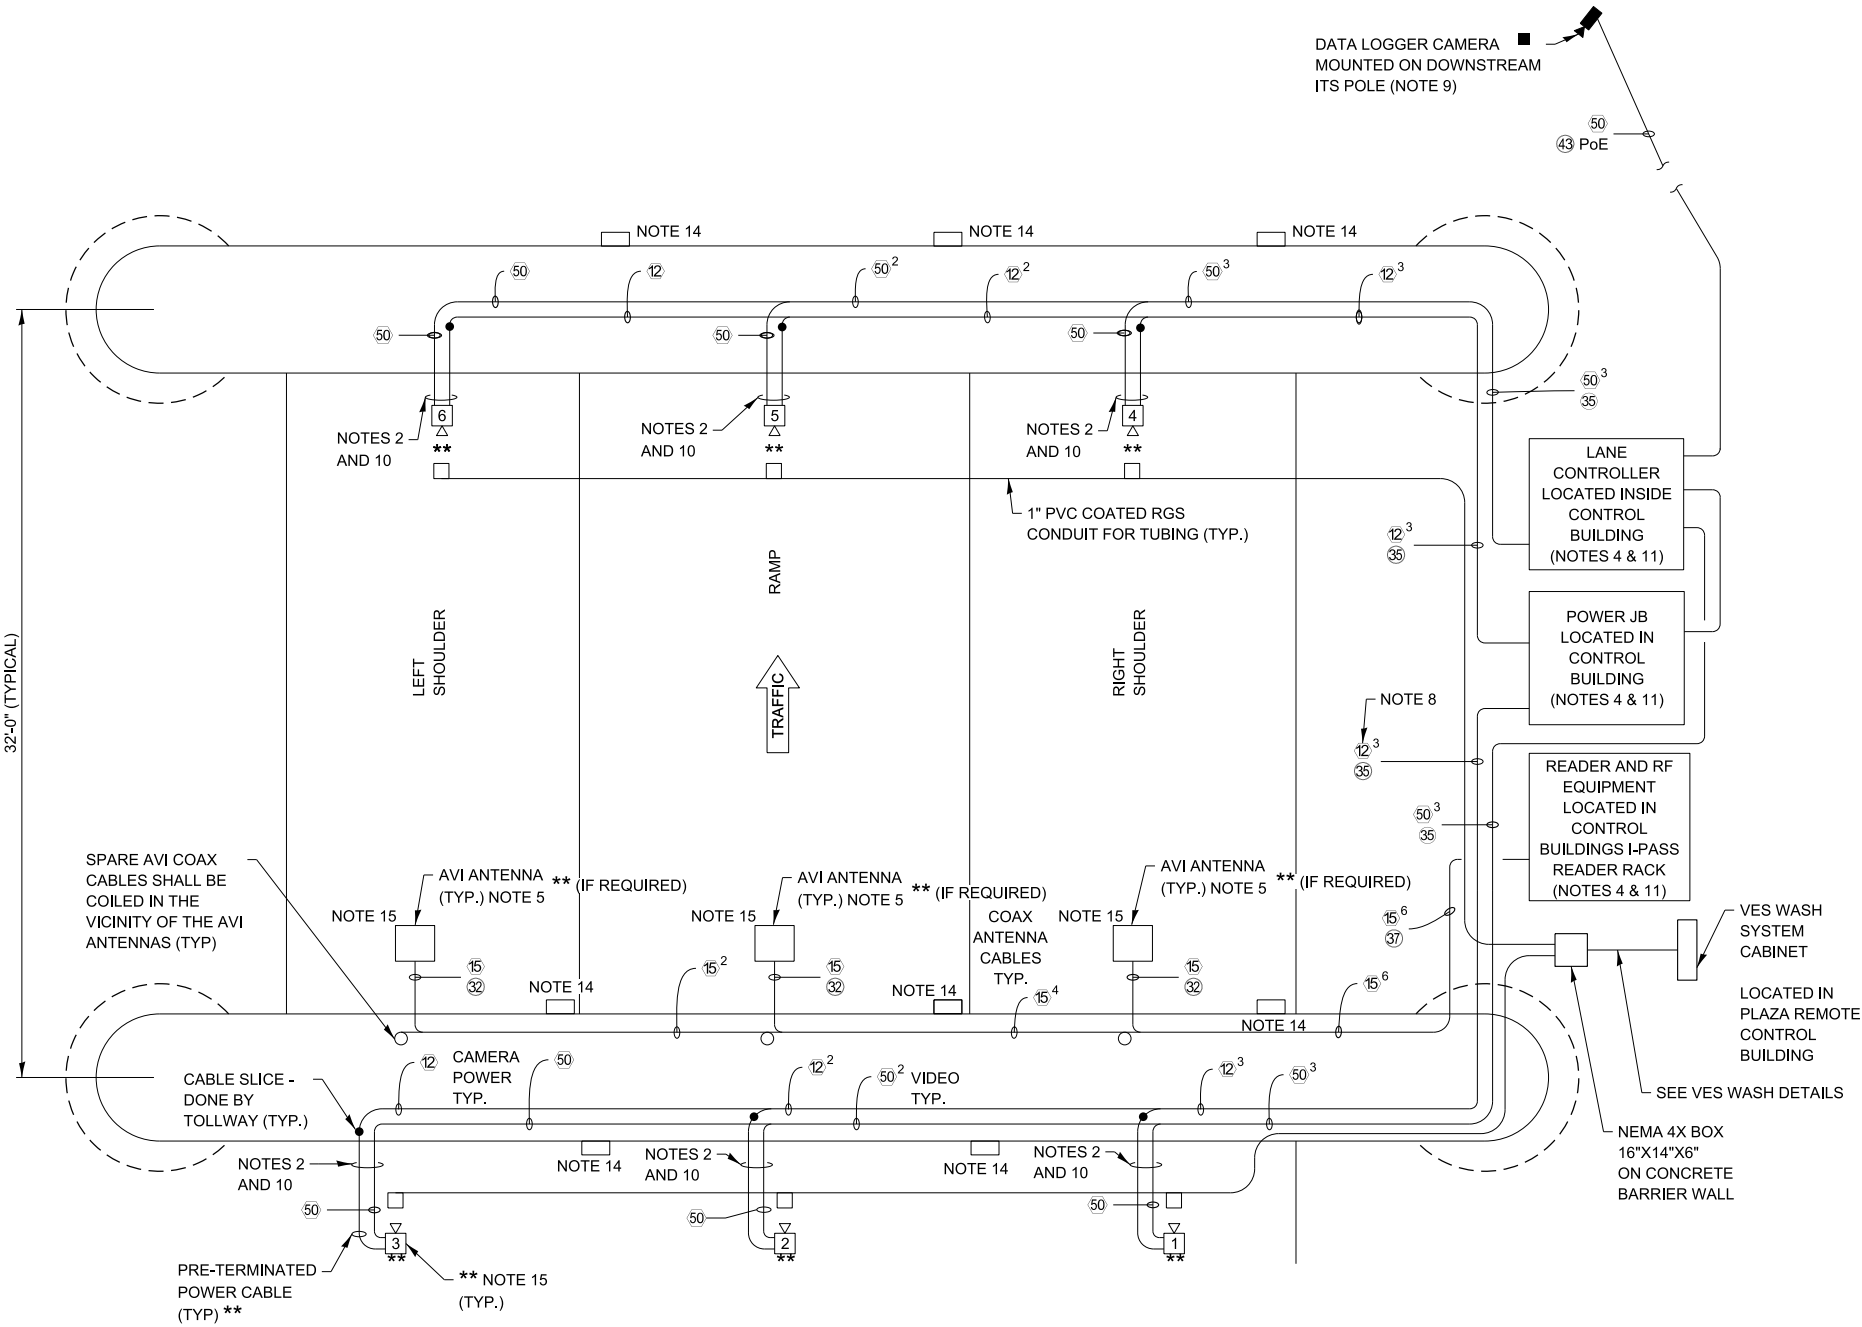 DATA LOGGER CAMERA ■
MOUNTED ON DOWNSTREAM
ITS POLE (NOTE 9)
50
43 PoE
NOTE 14
NOTE 14
NOTE 14
50
12
50 2
12 2
50 3
12 3
50
50
50
50 3
35
6
5
4
**
**
**
NOTES 2
AND 10
NOTES 2
AND 10
NOTES 2
AND 10
LANE
CONTROLLER
LOCATED INSIDE
CONTROL
BUILDING
(NOTES 4 & 11)
1" PVC COATED RGS
CONDUIT FOR TUBING (TYP.)
12 3
35
32'-0" (TYPICAL)
LEFT
SHOULDER
RAMP
TRAFFIC
RIGHT
SHOULDER
POWER JB
LOCATED IN
CONTROL
BUILDING
(NOTES 4 & 11)
NOTE 8
12 3
35
READER AND RF
EQUIPMENT
LOCATED IN
CONTROL
BUILDINGS I-PASS
READER RACK
(NOTES 4 & 11)
50 3
35
SPARE AVI COAX
CABLES SHALL BE
COILED IN THE
VICINITY OF THE AVI
ANTENNAS (TYP)
AVI ANTENNA ** (IF REQUIRED)
(TYP.) NOTE 5
NOTE 15
AVI ANTENNA ** (IF REQUIRED)
(TYP.) NOTE 5
NOTE 15
COAX
ANTENNA
CABLES
TYP.
AVI ANTENNA ** (IF REQUIRED)
(TYP.) NOTE 5
NOTE 15
15 6
37
VES WASH
SYSTEM
CABINET
LOCATED IN
PLAZA REMOTE
CONTROL
BUILDING
15
32
15 2
15
32
15 4
15
32
15 6
NOTE 14
NOTE 14
NOTE 14
CABLE SLICE -
DONE BY
TOLLWAY (TYP.)
12
CAMERA
POWER
TYP.
50
12 2
50 2
VIDEO
TYP.
12 3
50 3
SEE VES WASH DETAILS
NEMA 4X BOX
16"X14"X6"
ON CONCRETE
BARRIER WALL
NOTES 2
AND 10
NOTE 14
NOTES 2
AND 10
NOTE 14
NOTES 2
AND 10
50
50
50
3
2
1
**
**
**
PRE-TERMINATED
POWER CABLE
(TYP) **
** NOTE 15
(TYP.)